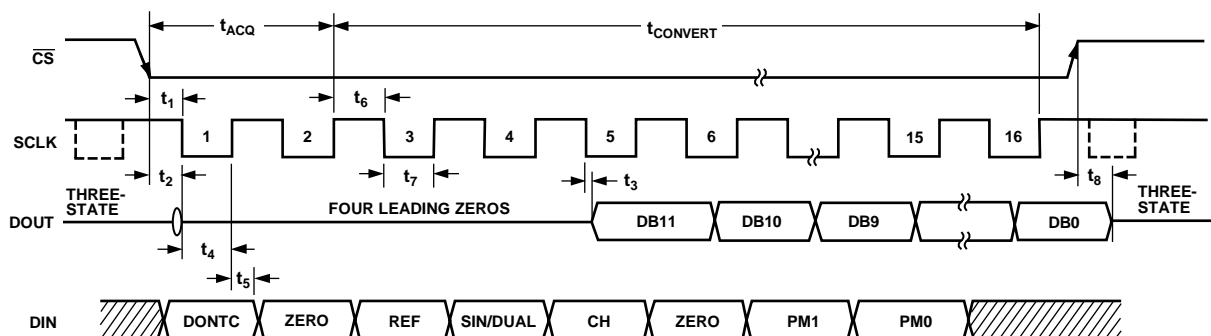 tACQ tCONVERT
CS
t1 t6
SCLK 1 2 3 4 5 6 15 16
t2 t7 t3 t8
THREE-STATE FOUR LEADING ZEROS THREE-STATE
DOUT DB11 DB10 DB9 DB0
t4
t5
DIN DONTC ZERO REF SIN/DUAL CH ZERO PM1 PM0